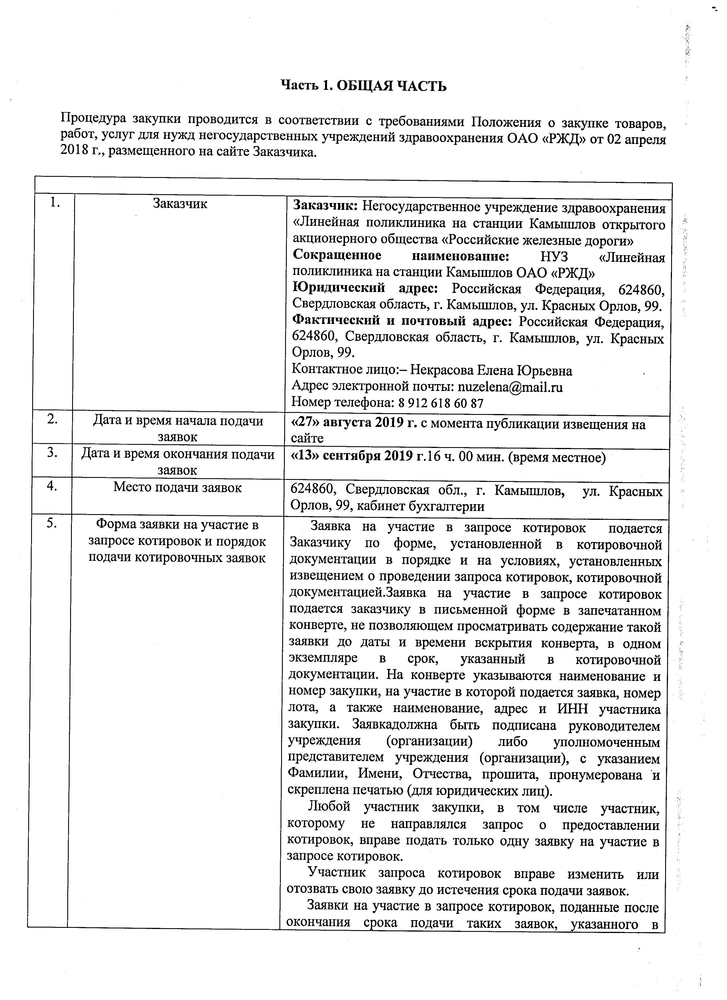 Часть 1. ОБЩАЯ ЧАСТЬ
Процедура закупки проводится в соответствии с требованиями Положения о закупке товаров,
работ, услуг для нужд негосударственных учреждений здравоохранения ОАО «РЖД» от 02 апреля
2018 г., размещенного на сайте Заказчика.
1.
Заказчик
Заказчик: Негосударственное учреждение здравоохранения
«Линейная поликлиника на станции Камышлов открытого
акционерного общества «Российские железные дороги»
Сокращенное наименование: НУЗ «Линейная
поликлиника на станции Камышлов ОАО «РЖД»
Юридический адрес: Российская Федерация, 624860,
Свердловская область, г. Камышлов, ул. Красных Орлов, 99.
Фактический и почтовый адрес: Российская Федерация,
624860, Свердловская область, г. Камышлов, ул. Красных
Орлов, 99.
Контактное лицо:– Некрасова Елена Юрьевна
Адрес электронной почты: nuzelena@mail.ru
Номер телефона: 8 912 618 60 87
2.
Дата и время начала подачи
заявок
«27» августа 2019 г. с момента публикации извещения на
сайте
3.
Дата и время окончания подачи
заявок
«13» сентября 2019 г.16 ч. 00 мин. (время местное)
4.
Место подачи заявок
624860, Свердловская обл., г. Камышлов, ул. Красных
Орлов, 99, кабинет бухгалтерии
5.
Форма заявки на участие в
запросе котировок и порядок
подачи котировочных заявок
Заявка на участие в запросе котировок подается
Заказчику по форме, установленной в котировочной
документации в порядке и на условиях, установленных
извещением о проведении запроса котировок, котировочной
документацией.Заявка на участие в запросе котировок
подается заказчику в письменной форме в запечатанном
конверте, не позволяющем просматривать содержание такой
заявки до даты и времени вскрытия конверта, в одном
экземпляре в срок, указанный в котировочной
документации. На конверте указываются наименование и
номер закупки, на участие в которой подается заявка, номер
лота, а также наименование, адрес и ИНН участника
закупки. Заявкадолжна быть подписана руководителем
учреждения (организации) либо уполномоченным
представителем учреждения (организации), с указанием
Фамилии, Имени, Отчества, прошита, пронумерована и
скреплена печатью (для юридических лиц).
Любой участник закупки, в том числе участник,
которому не направлялся запрос о предоставлении
котировок, вправе подать только одну заявку на участие в
запросе котировок.
Участник запроса котировок вправе изменить или
отозвать свою заявку до истечения срока подачи заявок.
Заявки на участие в запросе котировок, поданные после
окончания срока подачи таких заявок, указанного в